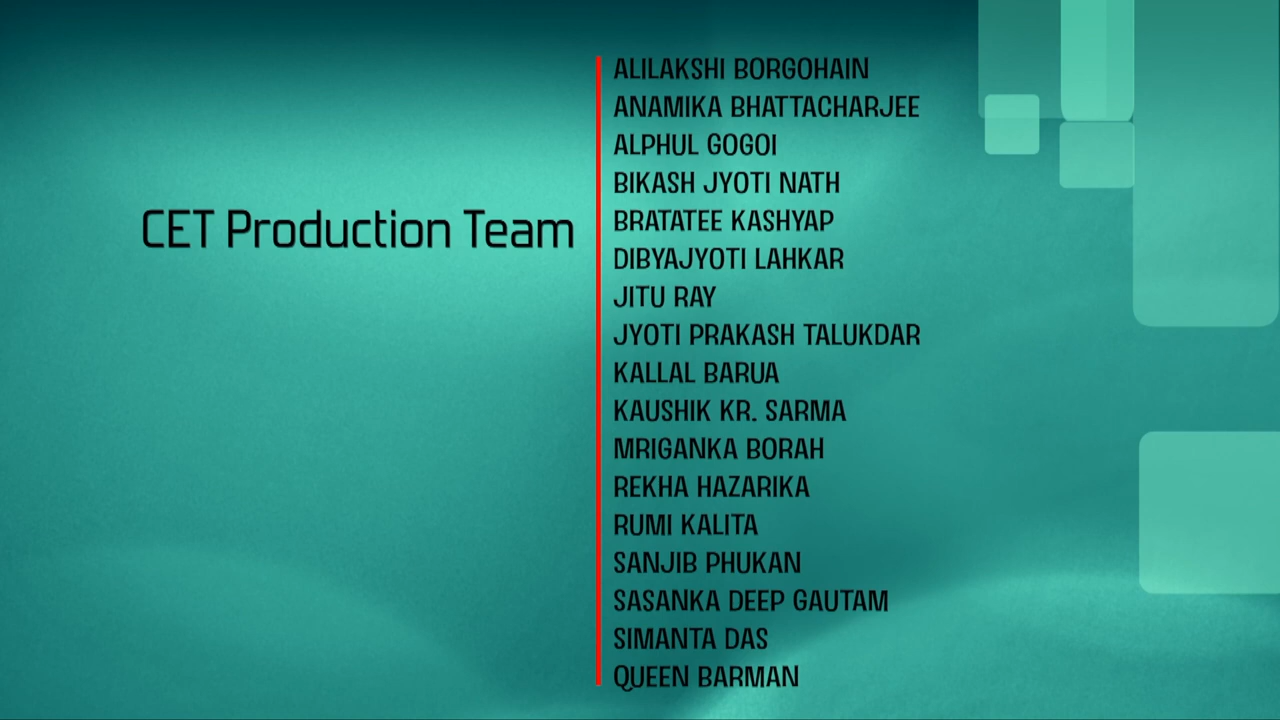 CET Production Team
ALILAKSHI BORGOHAIN
ANAMIKA BHATTACHARJEE
ALPHUL GOGOI
BIKASH JYOTI NATH
BRATATEE KASHYAP
DIBYAJYOTI LAHKAR
JITU RAY
JYOTI PRAKASH TALUKDAR
KALLAL BARUA
KAUSHIK KR. SARMA
MRIGANKA BORAH
REKHA HAZARIKA
RUMI KALITA
SANJIB PHUKAN
SASANKA DEEP GAUTAM
SIMANTA DAS
QUEEN BARMAN